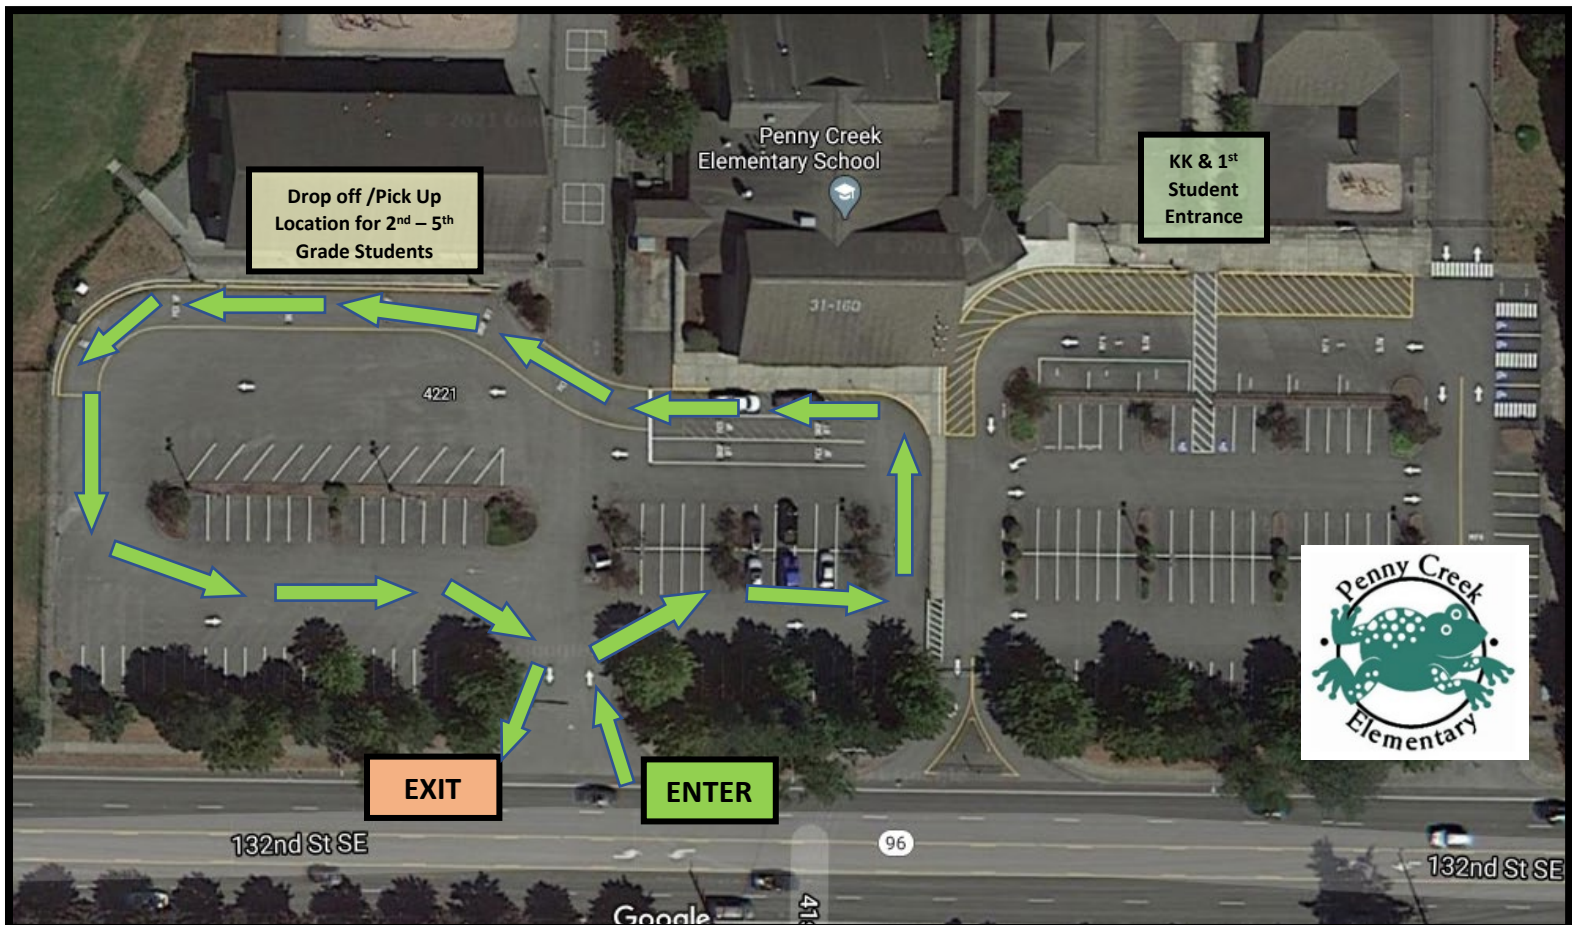 Penny Creek
Elementary School
KK & 1st
Student
Entrance
Drop off /Pick Up
Location for 2nd – 5th
Grade Students
31-160
4221
Penny Creek
Elementary
EXIT
ENTER
132nd St SE
96
132nd St SE
Google